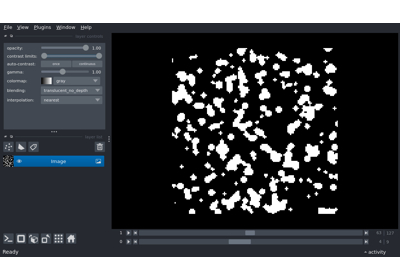 File View Plugins Window Help
opacity: 1.00
contrast limits:
auto-contrast: once continuous
gamma: 1.00
colormap: gray
blending: translucent_no_depth
interpolation: nearest
Image
1
0
Ready
activity